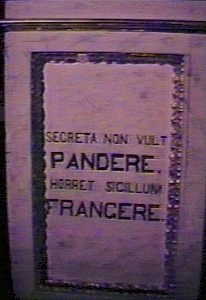 SECRETA NON VULT
PANDERE.
HORRET SIGILLUM
FRANGERE.